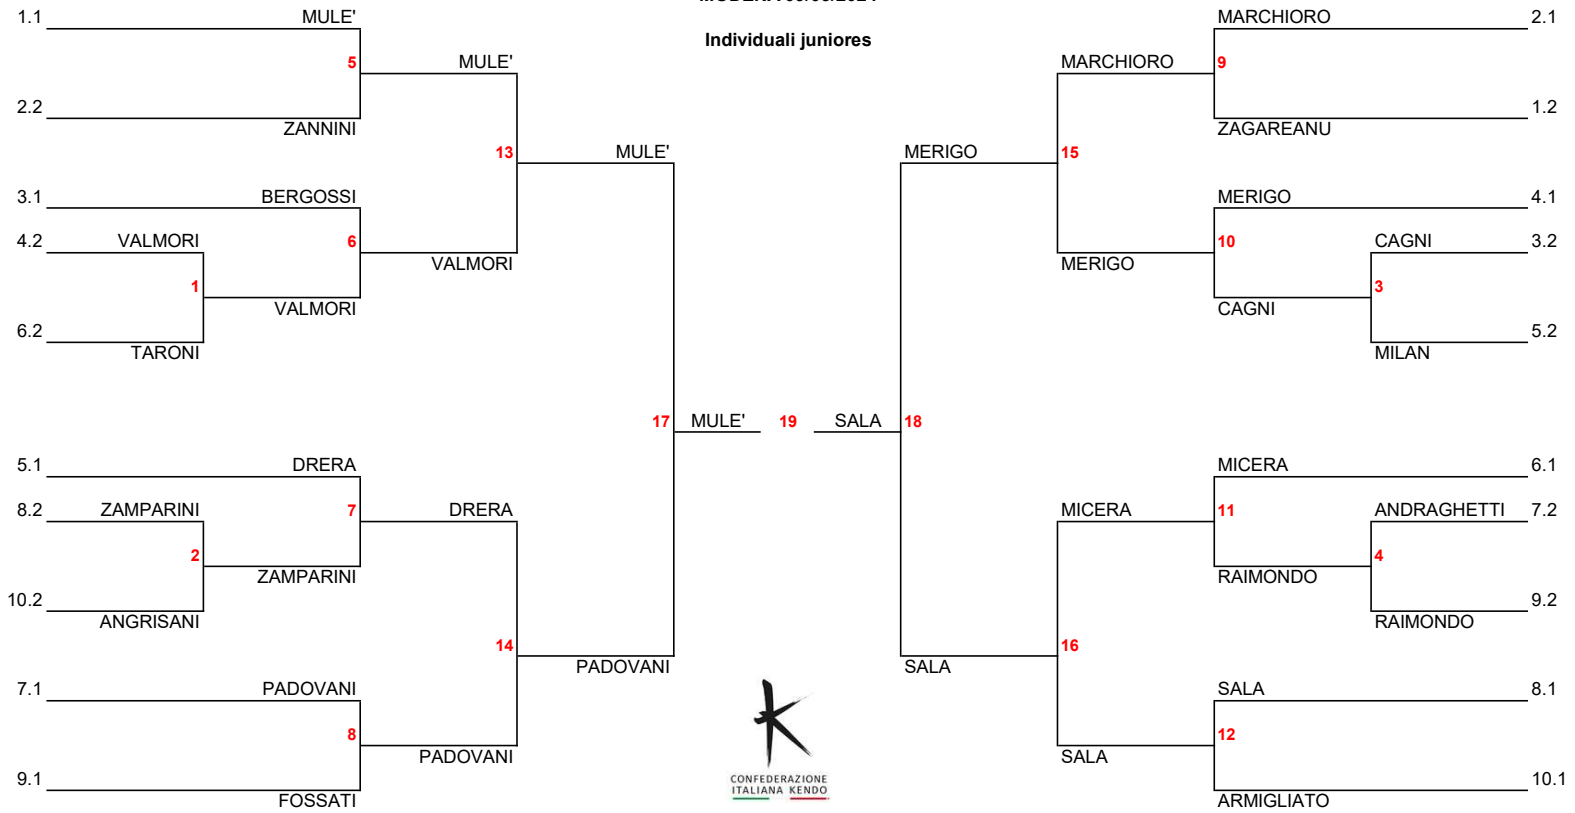 Individuali juniores
1.1 MULE'
5 MULE'
2.2
ZANNINI
13 MULE'
3.1 BERGOSSI
4.2 VALMORI
6
VALMORI
1
VALMORI
6.2
TARONI
17 MULE' 19 SALA 18
5.1 DRERA
8.2 ZAMPARINI
7 DRERA
2
ZAMPARINI
10.2
ANGRISANI
14
PADOVANI
7.1 PADOVANI
8
PADOVANI
9.1
FOSSATI
MARCHIORO 2.1
MARCHIORO 9
1.2
ZAGAREANU
MERIGO 15
MERIGO 4.1
10 CAGNI 3.2
MERIGO
3
CAGNI
5.2
MILAN
MICERA 6.1
MICERA 11 ANDRAGHETTI 7.2
4
RAIMONDO
9.2
RAIMONDO
16
SALA
SALA 8.1
12
SALA
10.1
ARMIGLIATO
CONFEDERAZIONE
ITALIANA KENDO